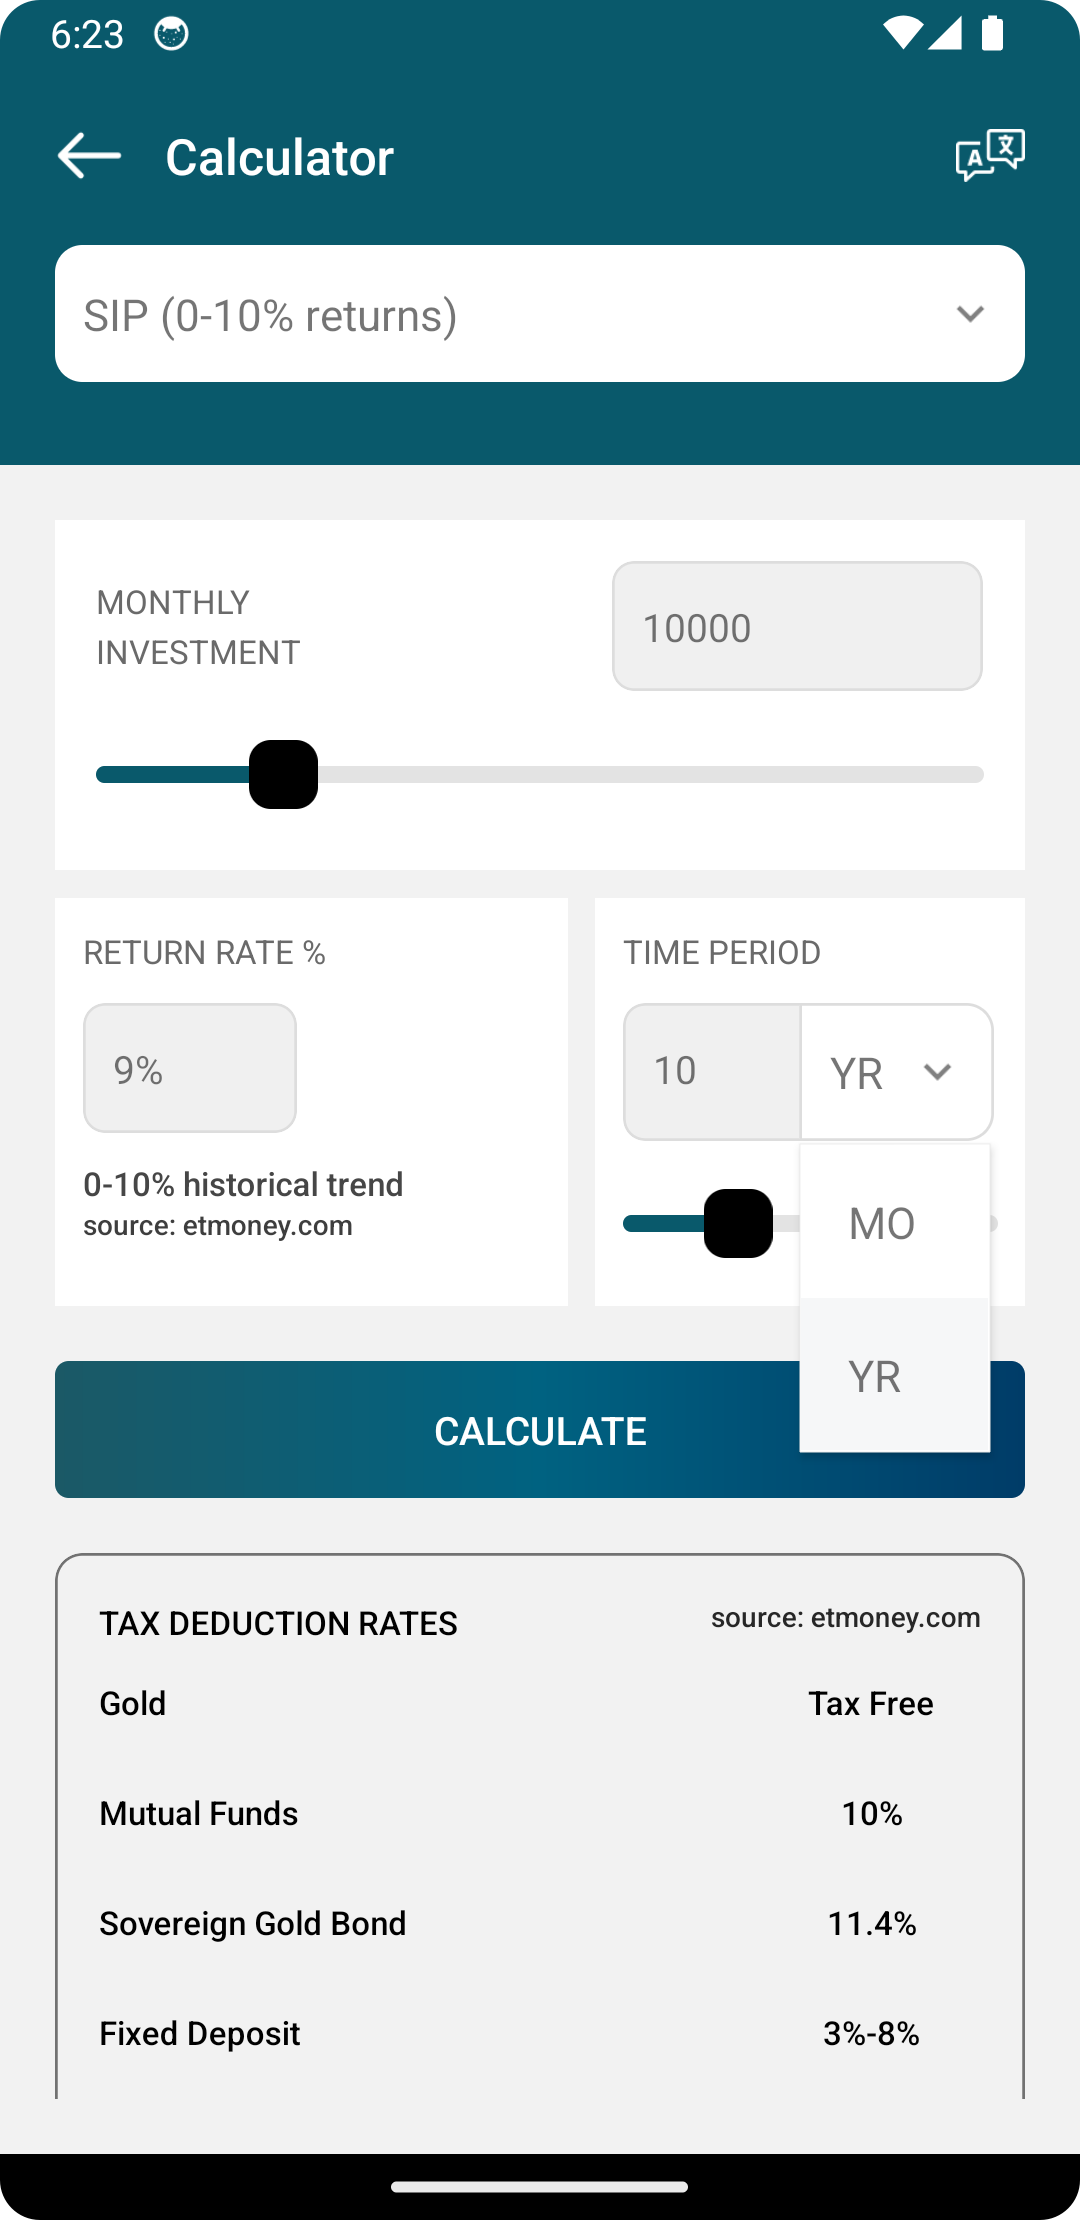 6:23
Calculator
SIP (0-10% returns)
MONTHLY
INVESTMENT
10000
RETURN RATE %
9%
0-10% historical trend
source: etmoney.com
TIME PERIOD
10
YR
MO
YR
CALCULATE
TAX DEDUCTION RATES
source: etmoney.com
Gold
Tax Free
Mutual Funds
10%
Sovereign Gold Bond
11.4%
Fixed Deposit
3%-8%